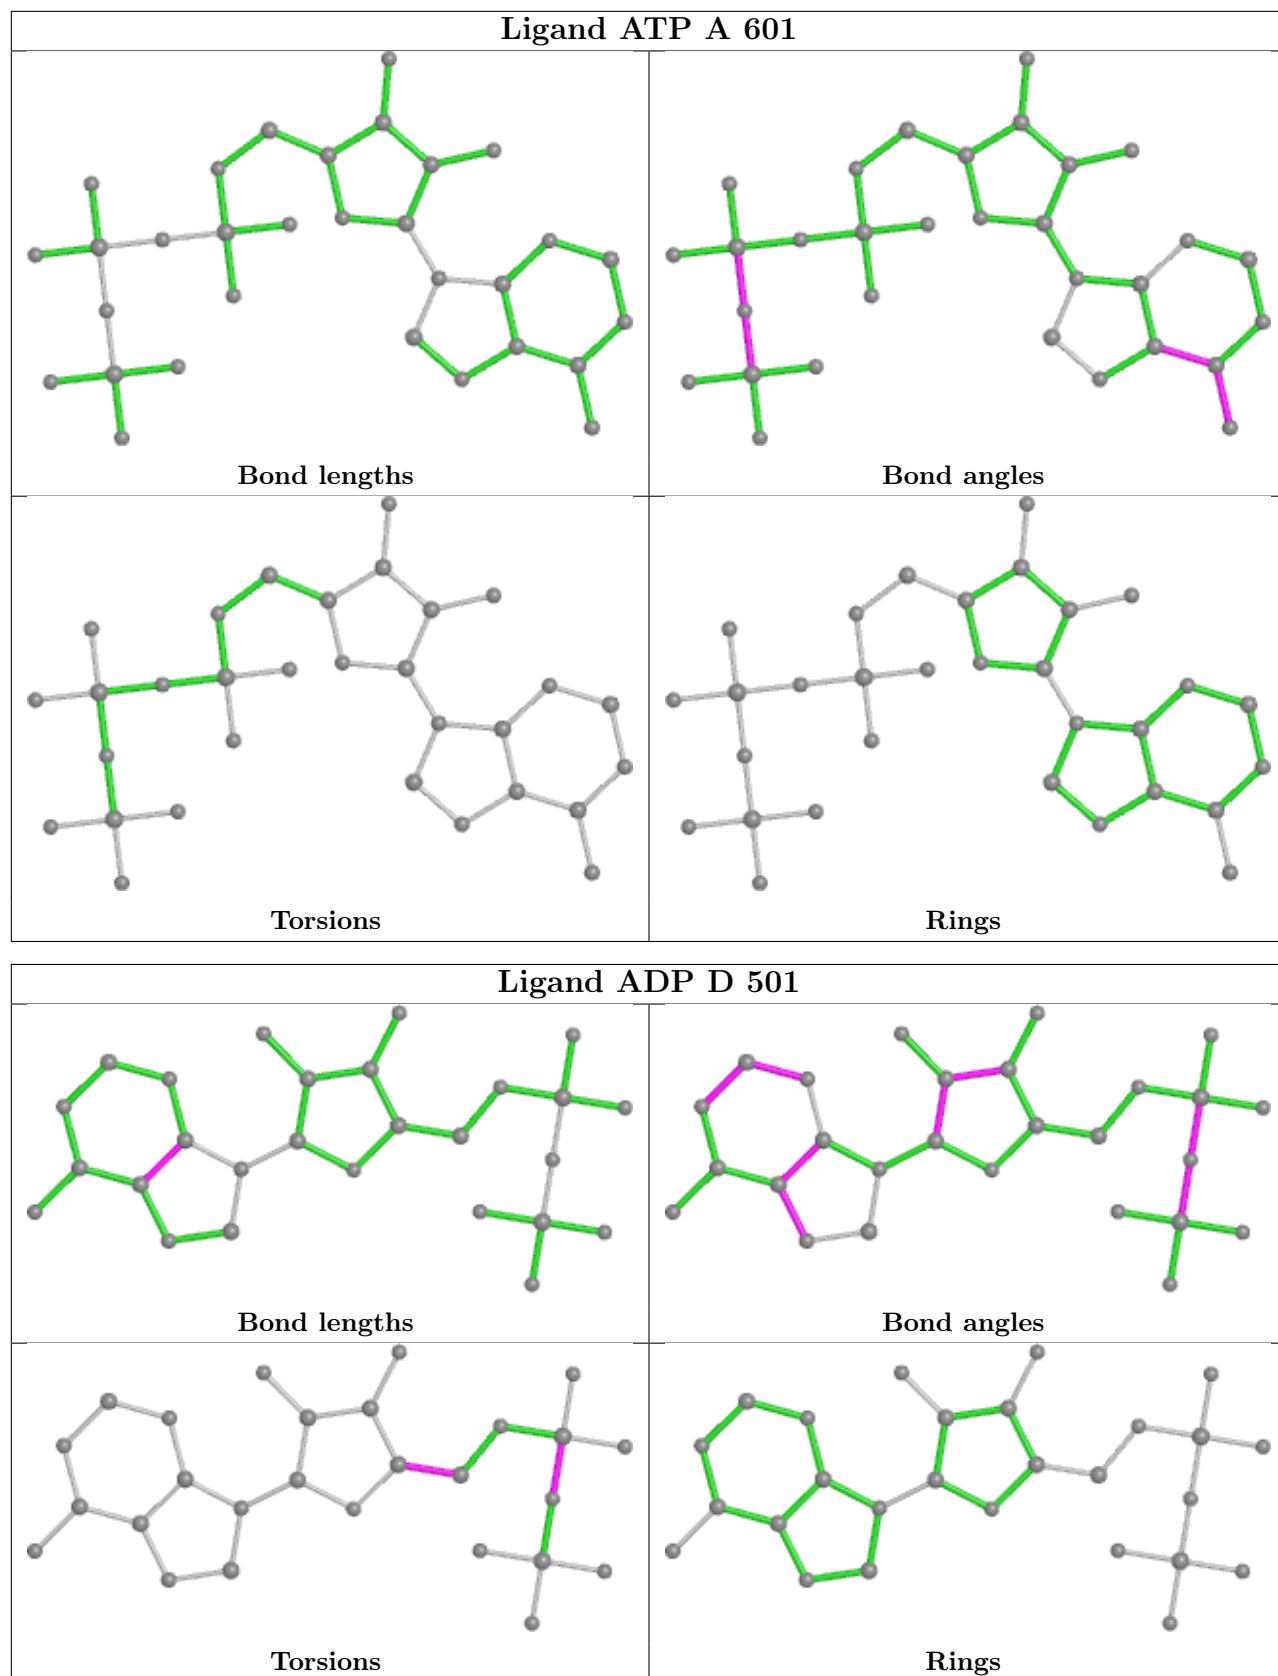 Ligand ATP A 601
Bond lengths
Bond angles
Torsions
Rings
Ligand ADP D 501
Bond lengths
Bond angles
Torsions
Rings